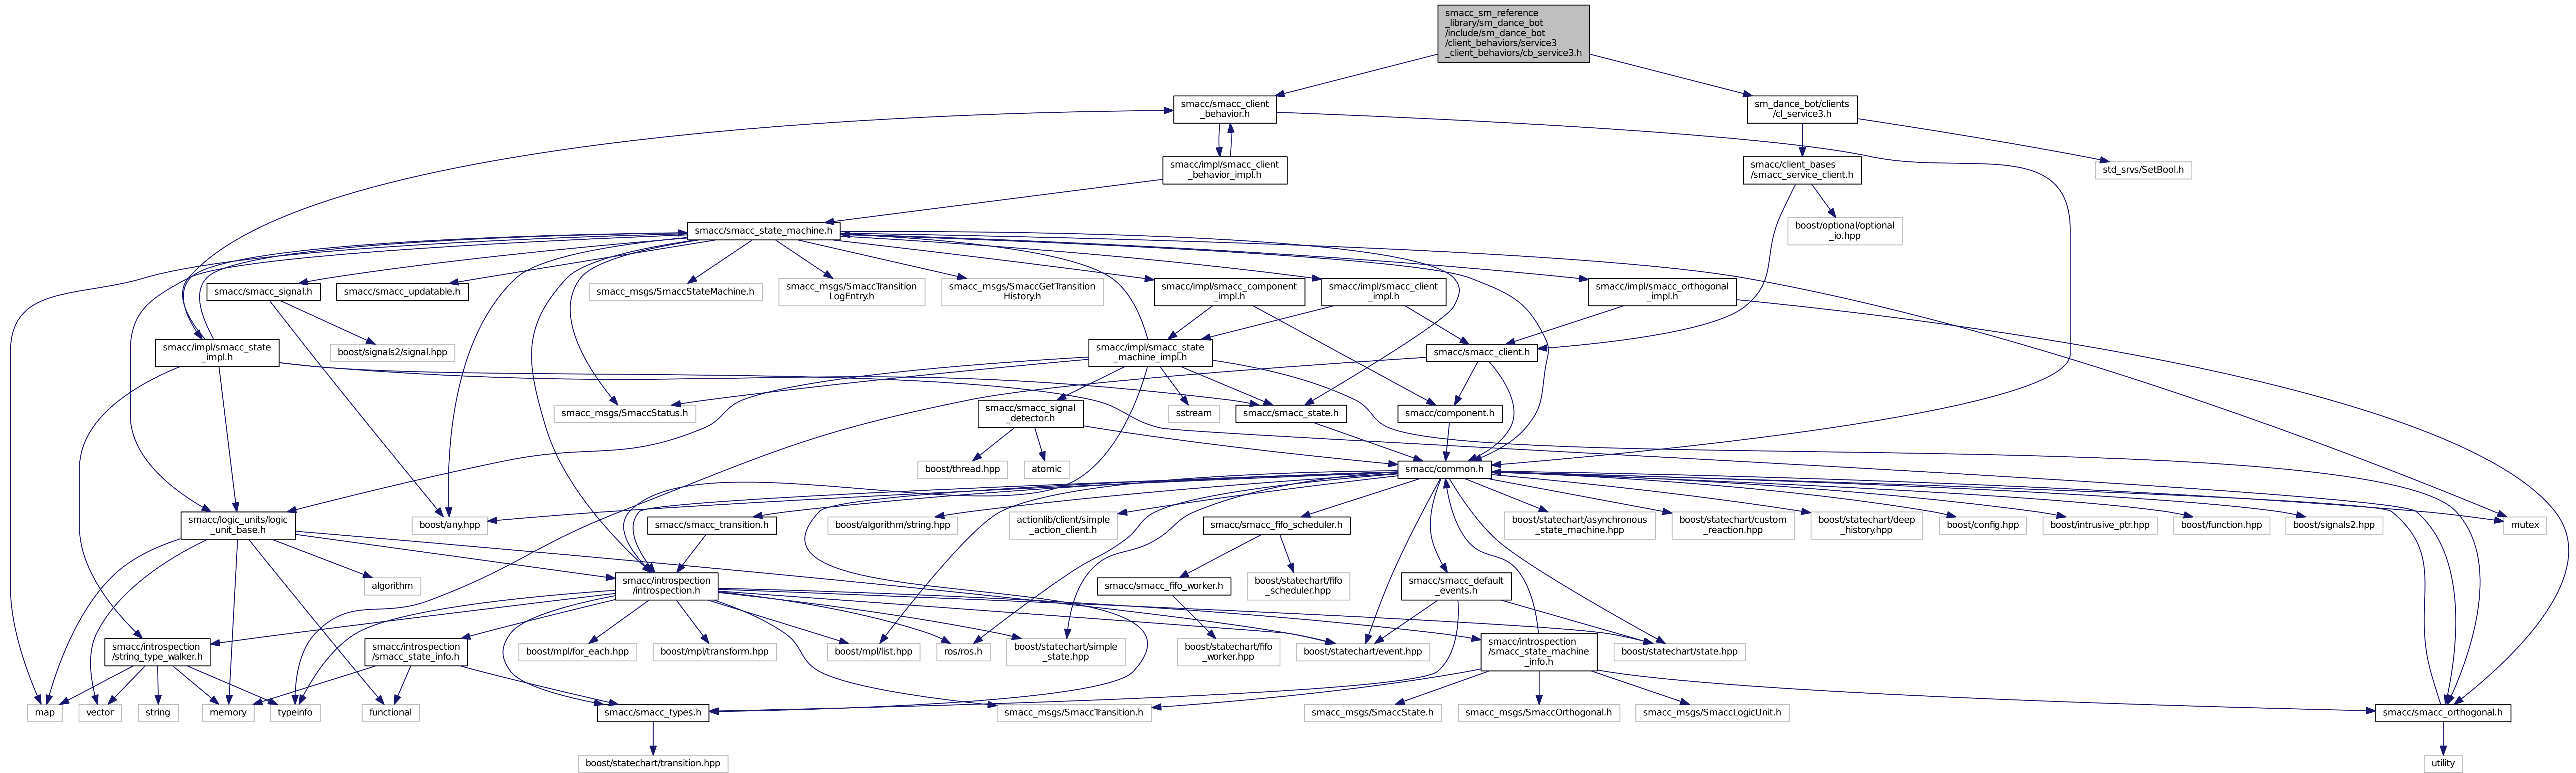 smacc_sm_reference
_library/sm_dance_bot
/include/sm_dance_bot
/client_behaviors/service3
_client_behaviors/cb_service3.h
smacc/smacc_client
_behavior.h
sm_dance_bot/clients
/cl_service3.h
smacc/impl/smacc_client
_behavior_impl.h
smacc/client_bases
/smacc_service_client.h
std_srvs/SetBool.h
smacc/smacc_state_machine.h
boost/optional/optional
_io.hpp
smacc/smacc_signal.h
smacc/smacc_updatable.h
smacc_msgs/SmaccStateMachine.h
smacc_msgs/SmaccTransition
LogEntry.h
smacc_msgs/SmaccGetTransition
History.h
smacc/impl/smacc_component
_impl.h
smacc/impl/smacc_client
_impl.h
smacc/impl/smacc_orthogonal
_impl.h
smacc/impl/smacc_state
_impl.h
boost/signals2/signal.hpp
smacc/impl/smacc_state
_machine_impl.h
smacc/smacc_client.h
smacc_msgs/SmaccStatus.h
smacc/smacc_signal
_detector.h
sstream
smacc/smacc_state.h
smacc/component.h
boost/thread.hpp
atomic
smacc/common.h
smacc/logic_units/logic
_unit_base.h
boost/any.hpp
smacc/smacc_transition.h
boost/algorithm/string.hpp
actionlib/client/simple
_action_client.h
smacc/smacc_fifo_scheduler.h
boost/statechart/asynchronous
_state_machine.hpp
boost/statechart/custom
_reaction.hpp
boost/statechart/deep
_history.hpp
boost/config.hpp
boost/intrusive_ptr.hpp
boost/function.hpp
boost/signals2.hpp
mutex
algorithm
smacc/introspection
/introspection.h
smacc/smacc_fifo_worker.h
boost/statechart/fifo
_scheduler.hpp
smacc/smacc_default
_events.h
smacc/introspection
/string_type_walker.h
smacc/introspection
/smacc_state_info.h
boost/mpl/for_each.hpp
boost/mpl/transform.hpp
boost/mpl/list.hpp
ros/ros.h
boost/statechart/simple
_state.hpp
boost/statechart/fifo
_worker.hpp
boost/statechart/event.hpp
smacc/introspection
/smacc_state_machine
_info.h
boost/statechart/state.hpp
map
vector
string
memory
typeinfo
functional
smacc/smacc_types.h
smacc_msgs/SmaccTransition.h
smacc_msgs/SmaccState.h
smacc_msgs/SmaccOrthogonal.h
smacc_msgs/SmaccLogicUnit.h
smacc/smacc_orthogonal.h
boost/statechart/transition.hpp
utility